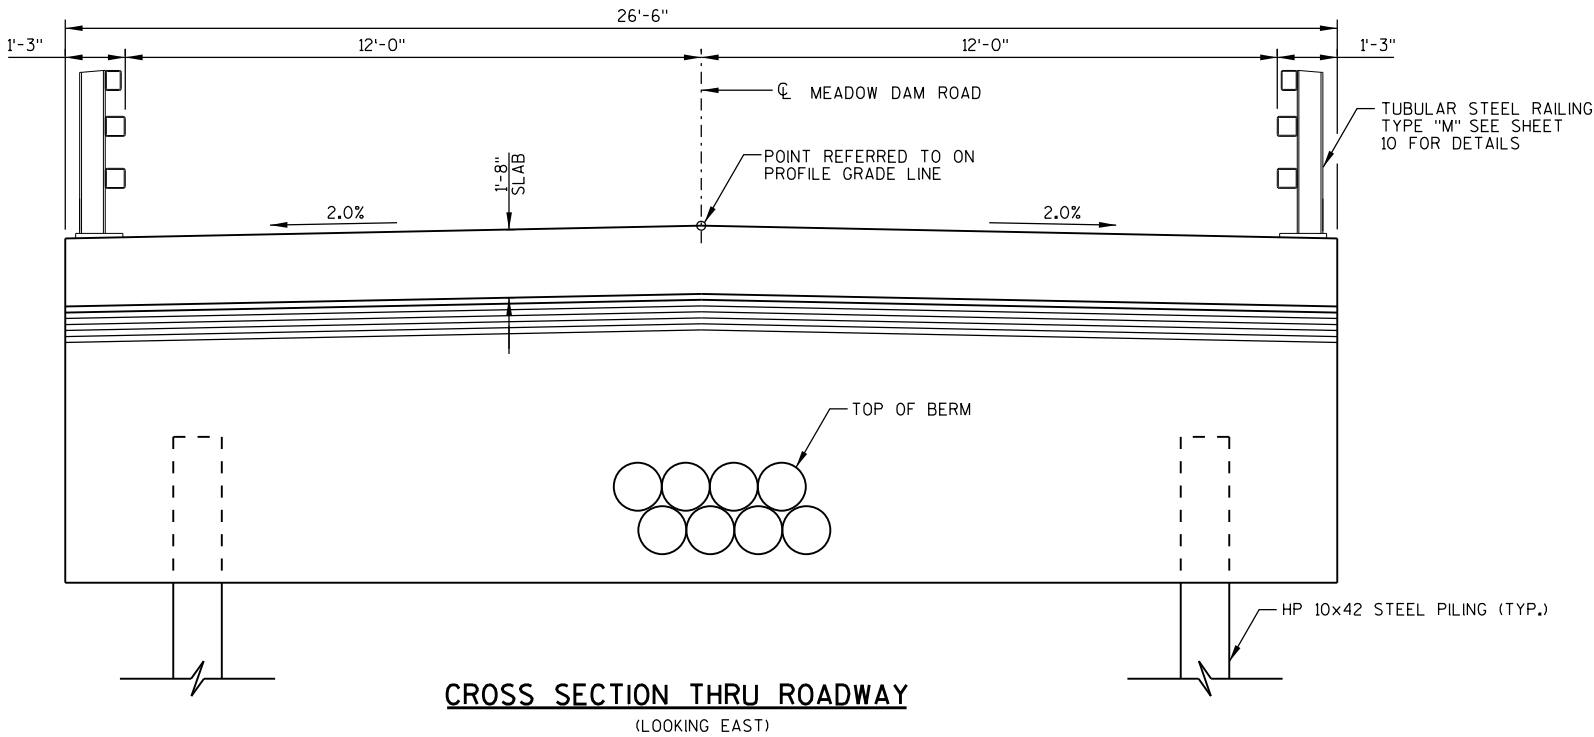 26'-6"
1'-3"
12'-0"
12'-0"
1'-3"
℄ MEADOW DAM ROAD
TUBULAR STEEL RAILING
TYPE "M" SEE SHEET
10 FOR DETAILS
POINT REFERRED TO ON
PROFILE GRADE LINE
1'-8"
SLAB
2.0%
2.0%
TOP OF BERM
HP 10x42 STEEL PILING (TYP.)
CROSS SECTION THRU ROADWAY
(LOOKING EAST)